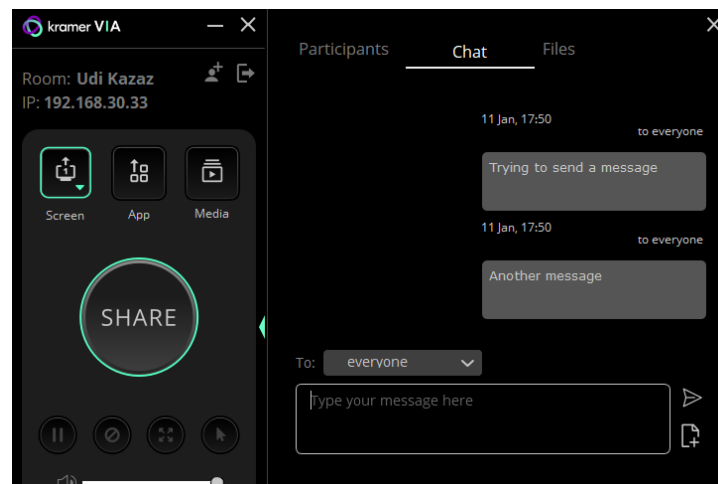 kramer VIA
Room: Udi Kazaz
IP: 192.168.30.33
1
Screen
App
Media
SHARE
Participants
Chat
Files
11 Jan, 17:50
to everyone
Trying to send a message
11 Jan, 17:50
to everyone
Another message
To:
everyone
Type your message here